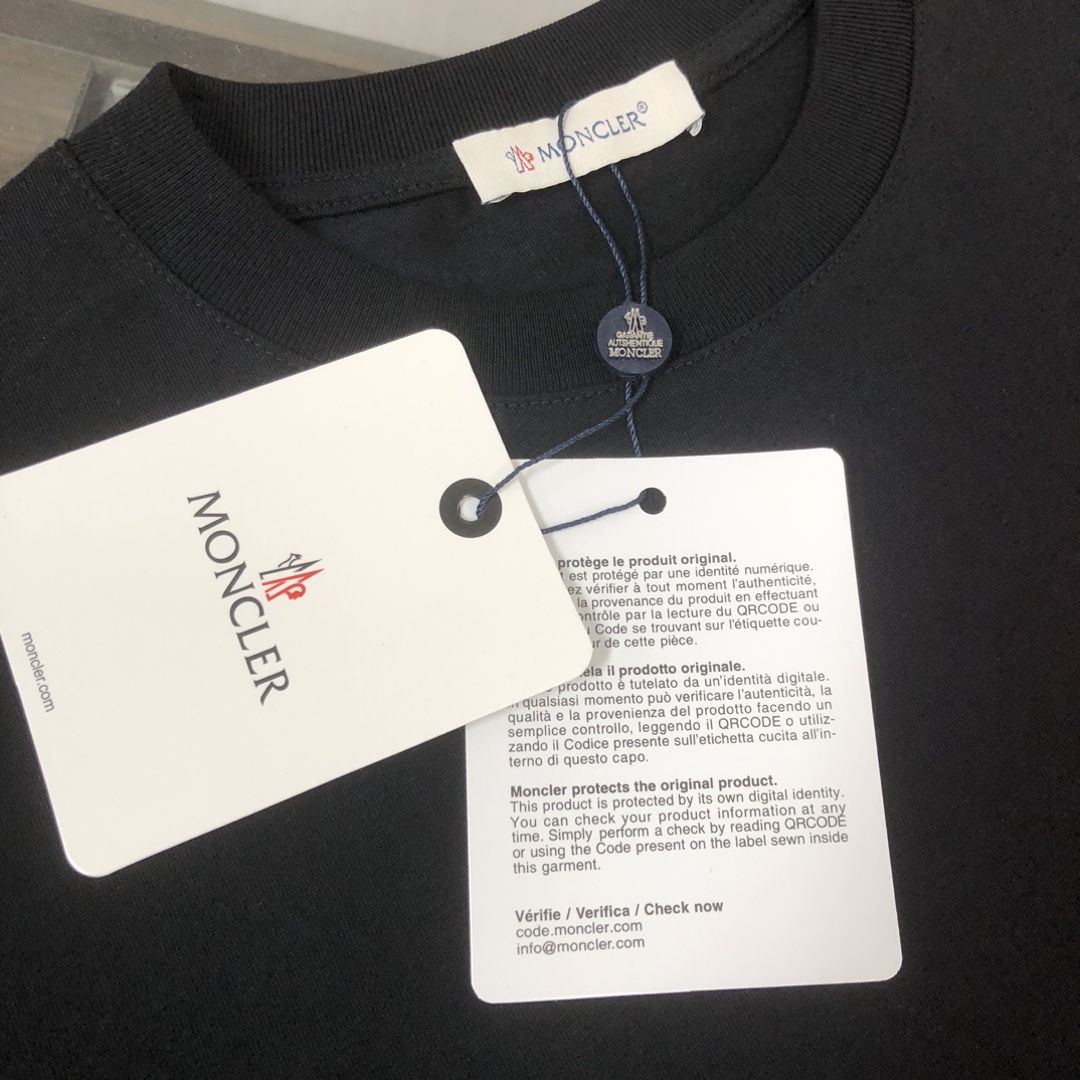 MONCLER®
GARANTIE
AUTSHENTIQUE
MONCLER
MONCLER
moncler.com
protège le produit original.
est protégé par une identité numérique.
ez vérifier à tout moment l'authenticité,
la provenance du produit en effectuant
ntrôle par la lecture du QRCODE ou
Code se trouvant sur l'étiquette cou-
r de cette pièce.
ela il prodotto originale.
prodotto è tutelato da un'identità digitale.
qualsiasi momento può verificare l'autenticità, la
qualità e la provenienza del prodotto facendo un
semplice controllo, leggendo il QRCODE o utiliz-
zando il Codice presente sull'etichetta cucita all'in-
terno di questo capo.
Moncler protects the original product.
This product is protected by its own digital identity.
You can check your product information at any
time. Simply perform a check by reading QRCODE
or using the Code present on the label sewn inside
this garment.
Vérifie / Verifica / Check now
code.moncler.com
info@moncler.com